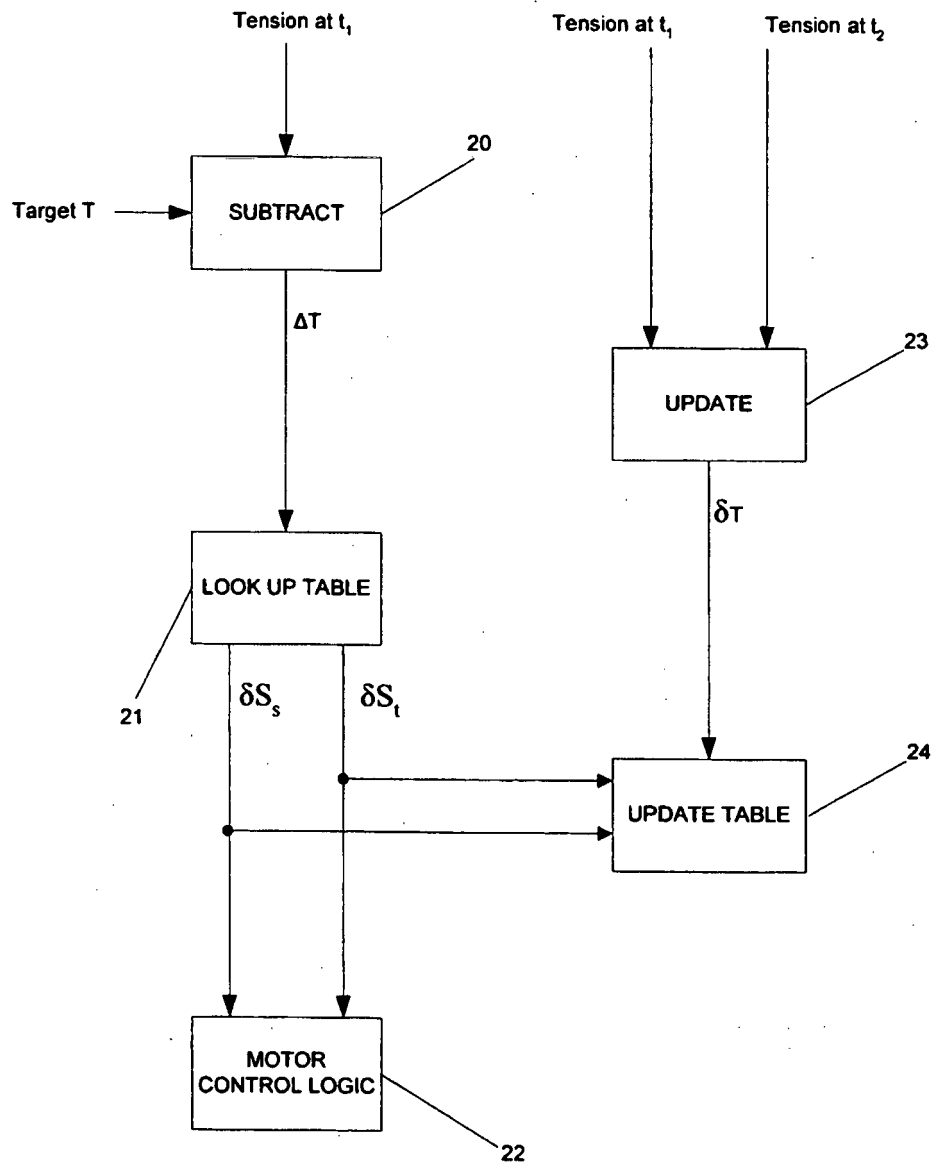 Tension at t₁
Tension at t₁
Tension at t₂
20
Target T
SUBTRACT
ΔT
23
UPDATE
δT
LOOK UP TABLE
21
δSₛ
δSₜ
24
UPDATE TABLE
MOTOR
CONTROL LOGIC
22